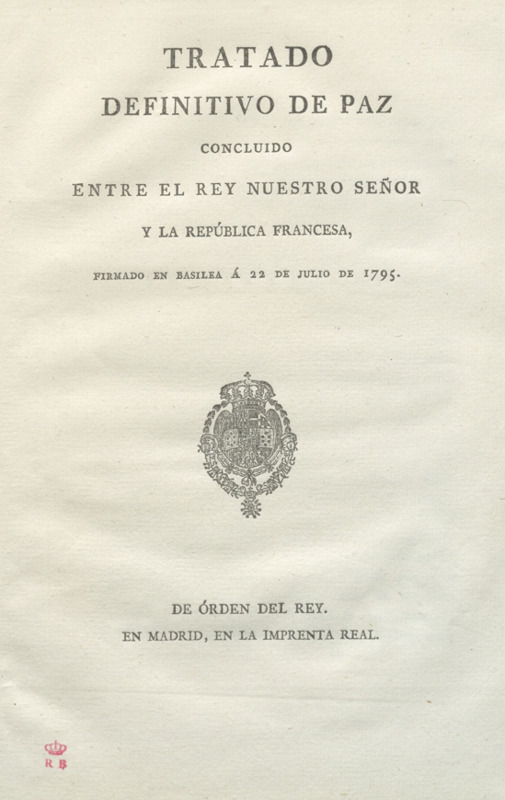 TRATADO
DEFINITIVO DE PAZ
CONCLUIDO
ENTRE EL REY NUESTRO SEÑOR
Y LA REPÚBLICA FRANCESA,
FIRMADO EN BASILEA Á 22 DE JULIO DE 1795.
DE ÓRDEN DEL REY.
EN MADRID, EN LA IMPRENTA REAL.
R B